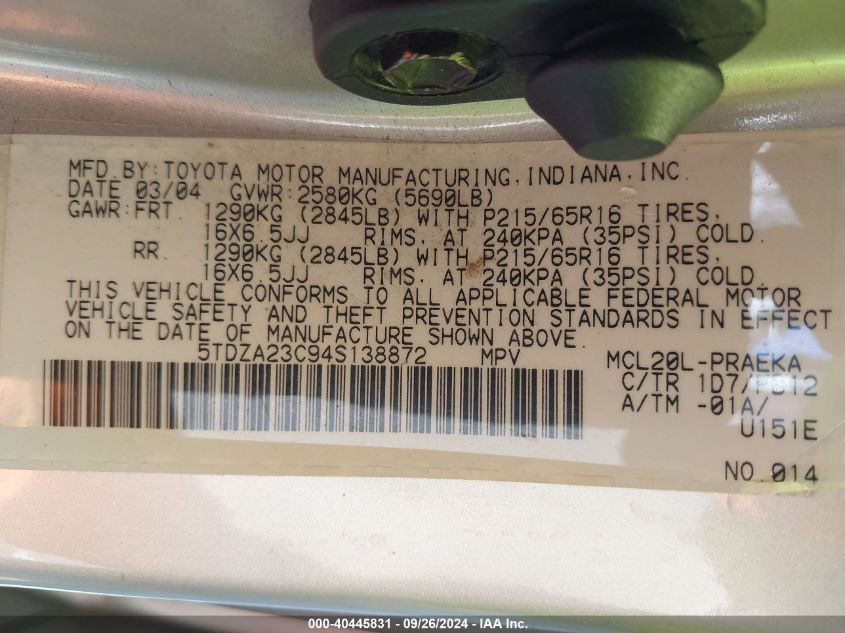 MFD. BY: TOYOTA MOTOR MANUFACTURING, INDIANA, INC.
DATE 03/04 GVWR: 2580KG (5690LB)
GAWR: FRT. 1290KG (2845LB) WITH P215/65R16 TIRES,
16X6.5JJ RIMS, AT 240KPA (35PSI) COLD.
RR. 1290KG (2845LB) WITH P215/65R16 TIRES,
16X6.5JJ RIMS, AT 240KPA (35PSI) COLD.
THIS VEHICLE CONFORMS TO ALL APPLICABLE FEDERAL MOTOR
VEHICLE SAFETY AND THEFT PREVENTION STANDARDS IN EFFECT
ON THE DATE OF MANUFACTURE SHOWN ABOVE.
5TDZA23C94S138872 MPV MCL20L-PRAEKA
C/TR 1D7/
A/TM -01A/
U151E
NO. 014
000-40445831 - 09/26/2024 - IAA Inc.